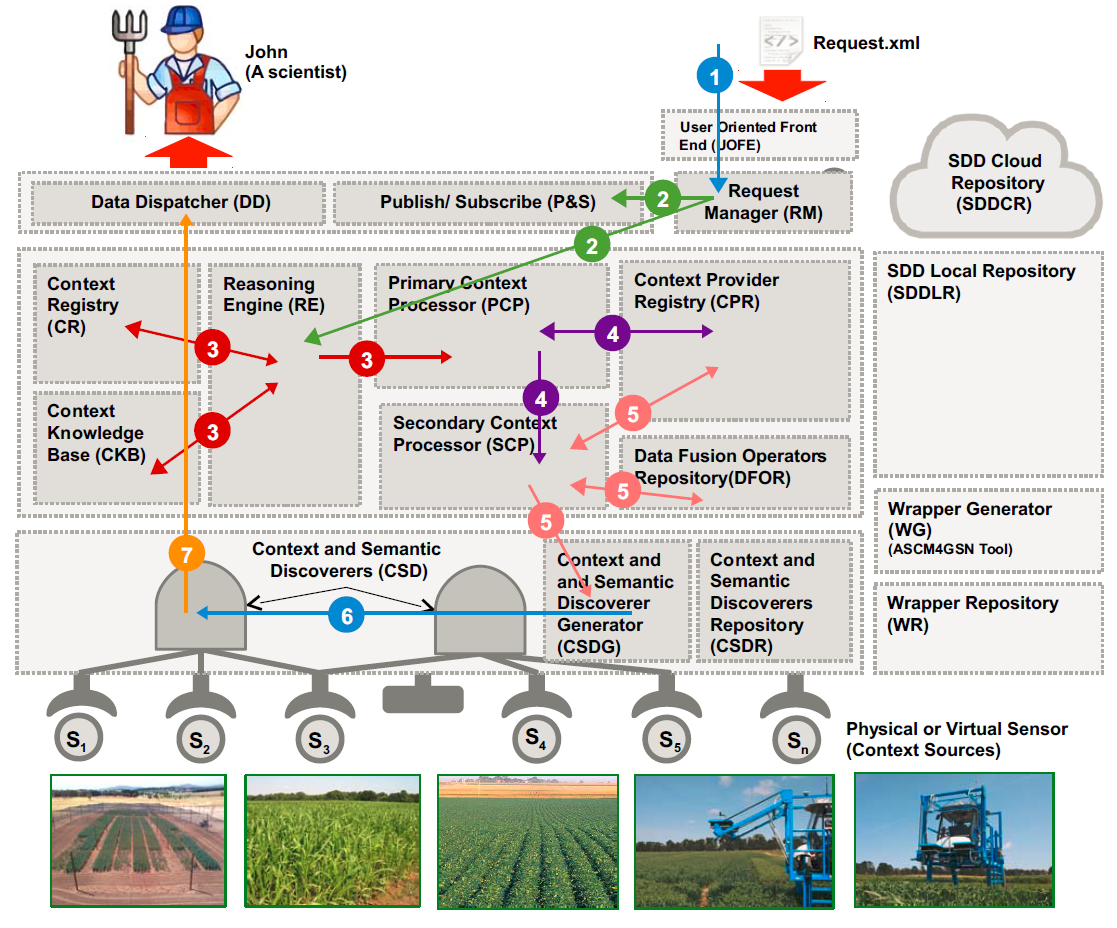 John
(A scientist)
</>
Request.xml
1
User Oriented Front
End (UOFE)
SDD Cloud
Repository
(SDDCR)
Data Dispatcher (DD)
Publish/ Subscribe (P&S)
2
Request
Manager (RM)
2
Context
Registry
(CR)
Reasoning
Engine (RE)
Primary Context
Processor (PCP)
Context Provider
Registry (CPR)
SDD Local Repository
(SDDLR)
3
3
4
Context
Knowledge
Base (CKB)
3
4
5
Secondary Context
Processor (SCP)
Data Fusion Operators
Repository(DFOR)
5
5
Wrapper Generator
(WG)
(ASCM4GSN Tool)
7
Context and Semantic
Discoverers (CSD)
Context and
and Semantic
Discoverer
Generator
(CSDG)
Context and
Semantic
Discoverers
Repository
(CSDR)
6
Wrapper Repository
(WR)
S1
S2
S3
S4
S5
Sn
Physical or Virtual Sensor
(Context Sources)